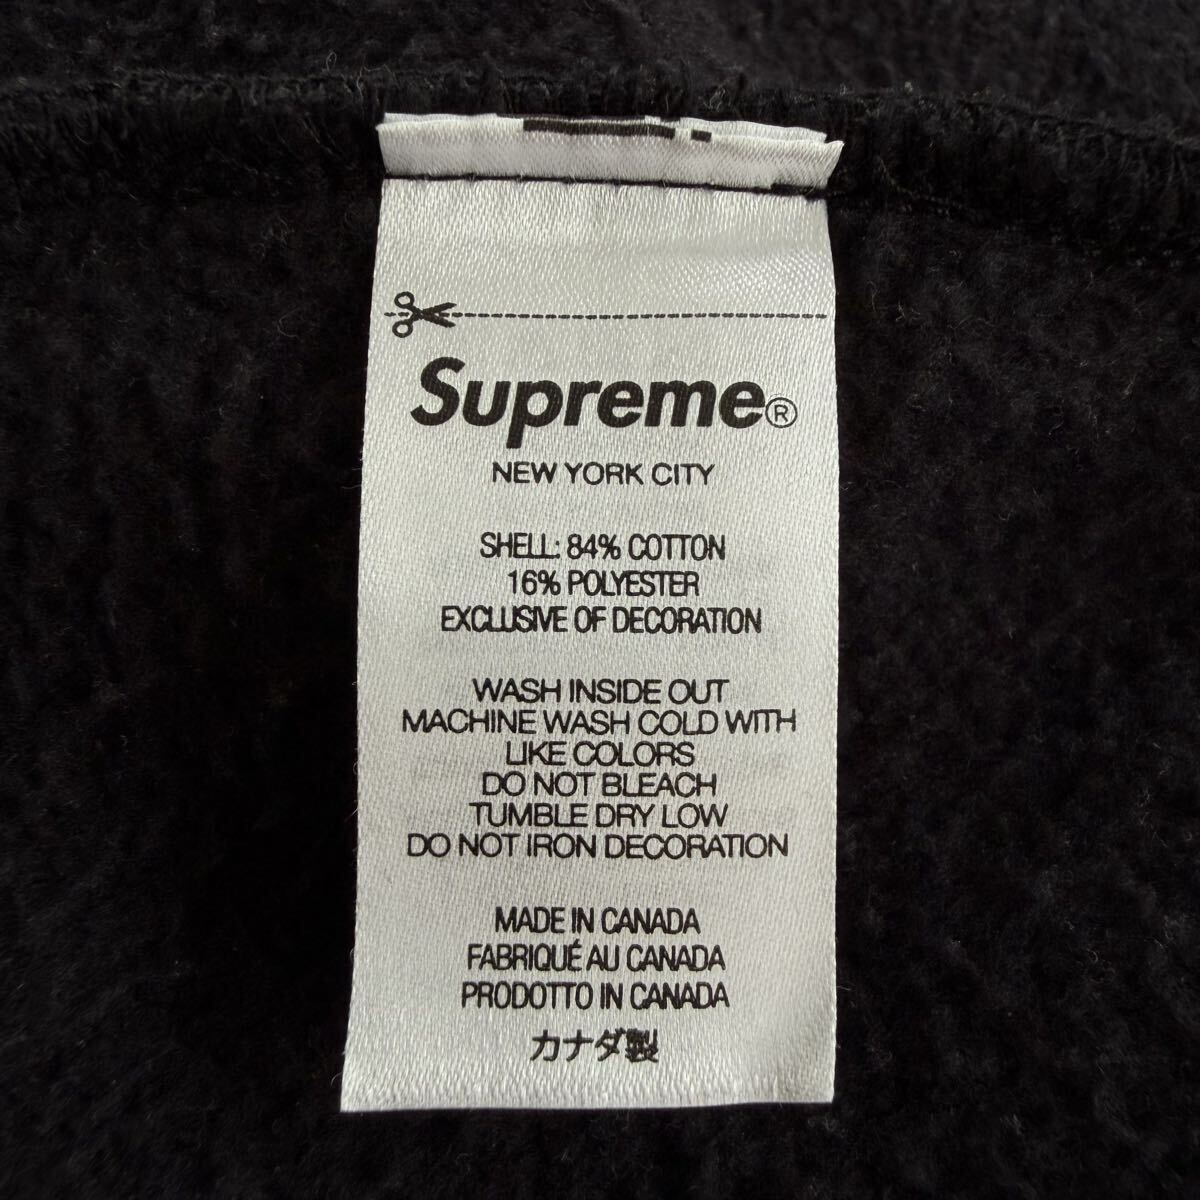 Supreme®
NEW YORK CITY
SHELL: 84% COTTON
16% POLYESTER
EXCLUSIVE OF DECORATION
WASH INSIDE OUT
MACHINE WASH COLD WITH
LIKE COLORS
DO NOT BLEACH
TUMBLE DRY LOW
DO NOT IRON DECORATION
MADE IN CANADA
FABRIQUÉ AU CANADA
PRODOTTO IN CANADA
カナダ製